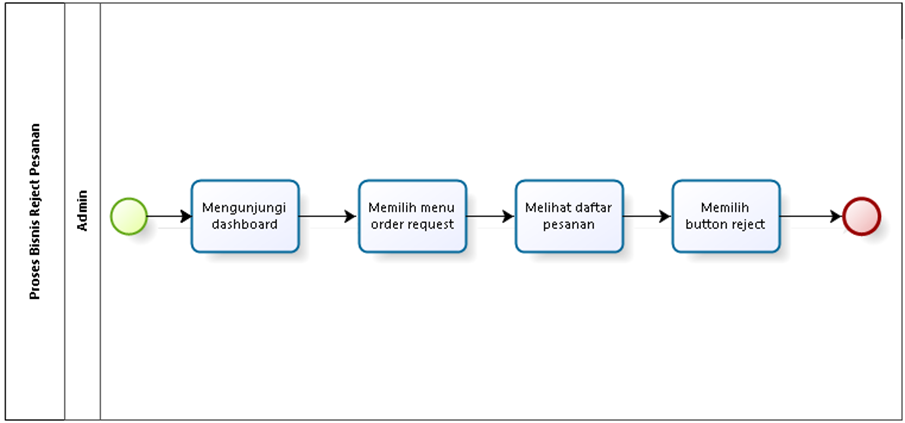 Proses Bisnis Reject Pesanan
Admin
Mengunjungi
dashboard
Memilih menu
order request
Melihat daftar
pesanan
Memilih
button reject